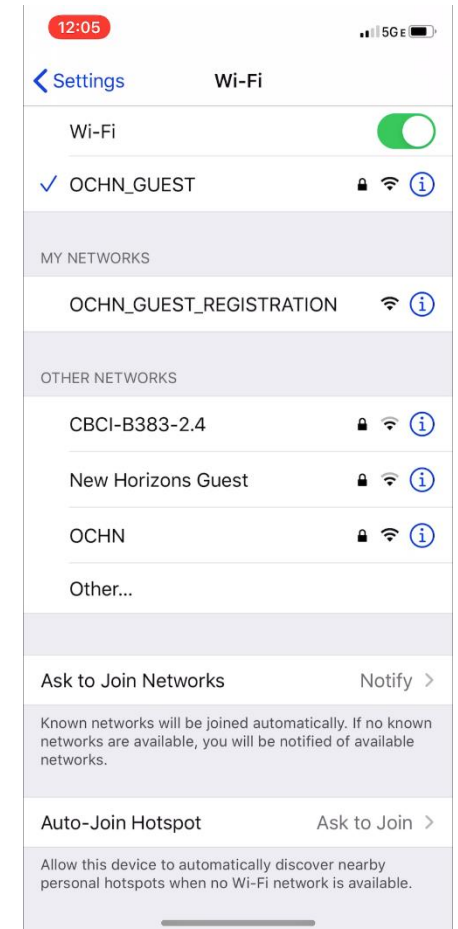 12:05 5G E
Settings Wi-Fi
Wi-Fi
OCHN_GUEST
MY NETWORKS
OCHN_GUEST_REGISTRATION
OTHER NETWORKS
CBCI-B383-2.4
New Horizons Guest
OCHN
Other...
Ask to Join Networks Notify
Known networks will be joined automatically. If no known
networks are available, you will be notified of available
networks.
Auto-Join Hotspot Ask to Join
Allow this device to automatically discover nearby
personal hotspots when no Wi-Fi network is available.